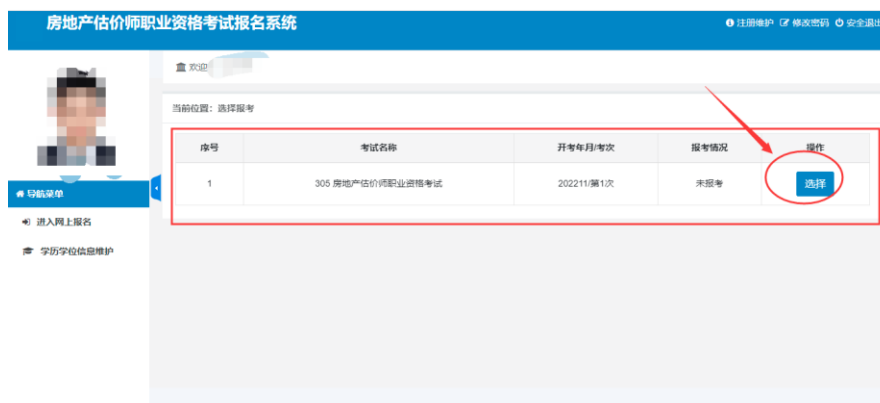 房地产估价师职业资格考试报名系统
注册维护 修改密码 安全退出
欢迎
当前位置：选择报考
序号 考试名称 开考年月/考次 报考情况 操作
1 305 房地产估价师职业资格考试 202211/第1次 未报考 选择
导航菜单
进入网上报名
学历学位信息维护